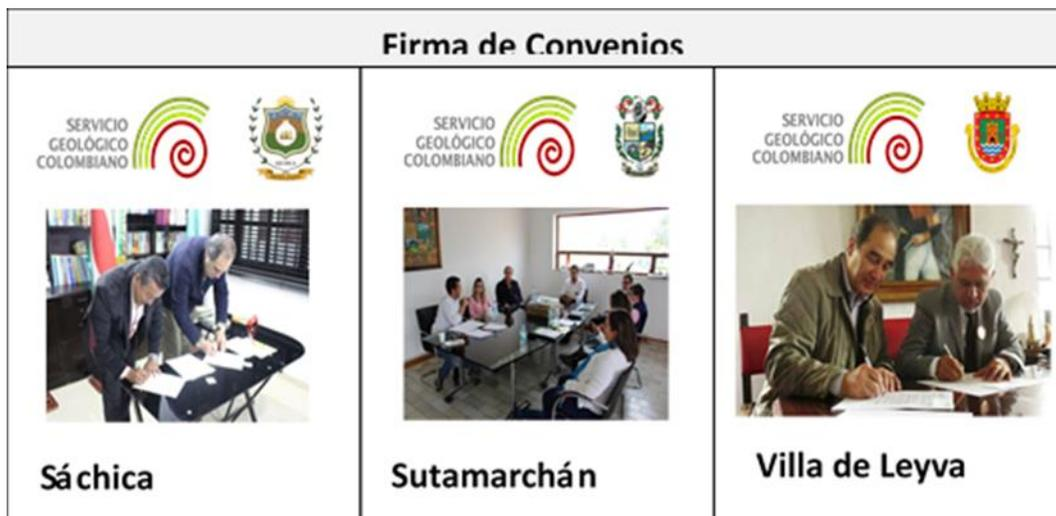 Firma de Convenios
SERVICIO
GEOLÓGICO
COLOMBIANO
SERVICIO
GEOLÓGICO
COLOMBIANO
SERVICIO
GEOLÓGICO
COLOMBIANO
Sáchica
Sutamarchán
Villa de Leyva